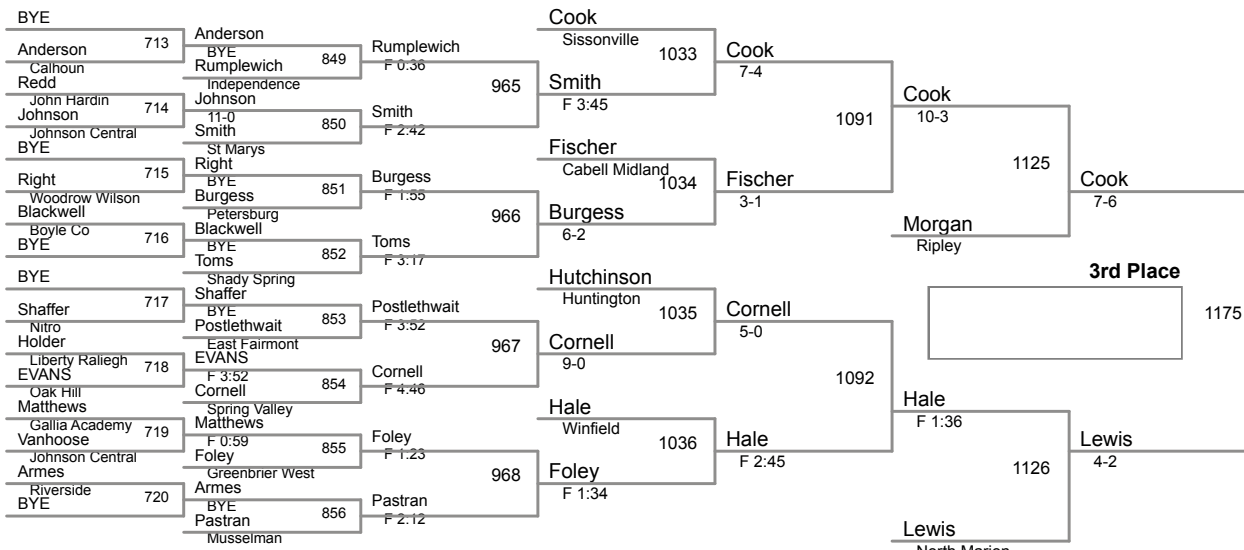 BYE
713
Anderson
Calhoun
Redd
714
John Hardin
Johnson
Johnson Central
BYE
715
Right
Woodrow Wilson
Blackwell
716
Boyle Co
BYE
BYE
717
Shaffer
Nitro
Holder
718
Liberty Raliegh
EVANS
Oak Hill
Matthews
719
Gallia Academy
Vanhoose
Johnson Central
Armes
720
Riverside
BYE
Anderson
849
BYE
Rumplewich
Independence
Johnson
850
11-0
Smith
St Marys
Right
851
BYE
Burgess
Petersburg
Blackwell
852
BYE
Toms
Shady Spring
Shaffer
853
BYE
Postlethwait
East Fairmont
EVANS
854
F 3:52
Cornell
Spring Valley
Matthews
855
F 0:59
Foley
Greenbrier West
Armes
856
BYE
Pastran
Musselman
Rumplewich
F 0:36
965
Smith
F 2:42
Burgess
F 1:55
966
Toms
F 3:17
Postlethwait
F 3:52
967
Cornell
F 4:46
Foley
F 1:23
968
Pastran
F 2:12
Cook
Sissonville
1033
Smith
F 3:45
Fischer
Cabell Midland
1034
Burgess
6-2
Hutchinson
Huntington
1035
Cornell
9-0
Hale
Winfield
1036
Foley
F 1:34
Cook
7-4
1091
Fischer
3-1
Cornell
5-0
1092
Hale
F 2:45
Cook
10-3
1125
Morgan
Ripley
Hale
F 1:36
1126
Lewis
North Marion
Cook
7-6
3rd Place
1175
Lewis
4-2